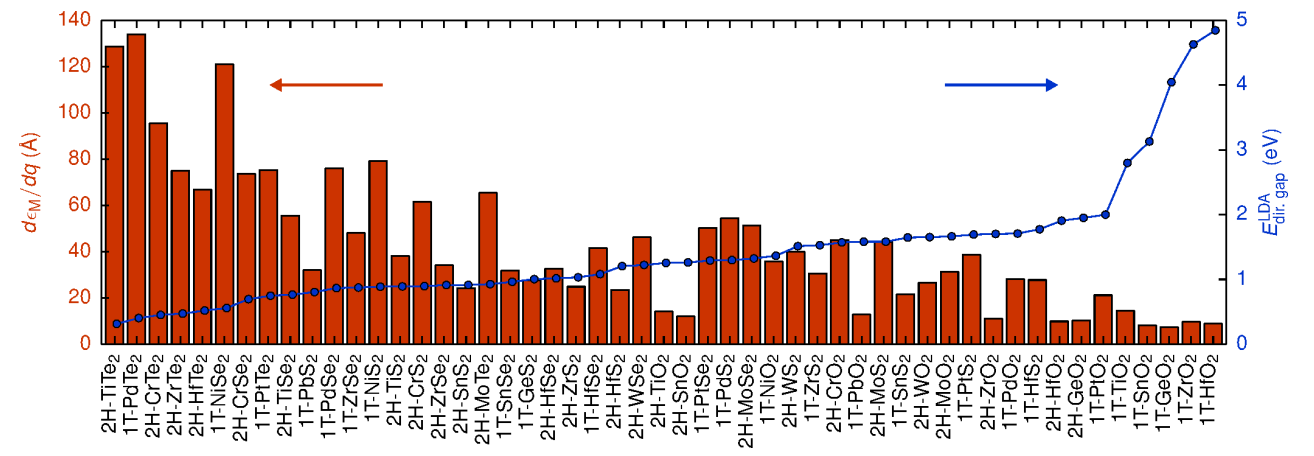 140
120
100
80
60
40
20
0
dϵM/dq (Å)
5
4
3
2
1
0
E^LDA_dir. gap (eV)
2H-TiTe₂
1T-PdTe₂
2H-CrTe₂
2H-ZrTe₂
2H-HfTe₂
1T-NiSe₂
2H-CrSe₂
1T-PtTe₂
2H-TiSe₂
1T-PbS₂
1T-PdSe₂
1T-ZrSe₂
1T-NiS₂
2H-TiS₂
2H-CrS₂
2H-ZrSe₂
2H-SnS₂
2H-MoTe₂
1T-SnSe₂
1T-GeS₂
2H-HfSe₂
2H-ZrS₂
1T-HfSe₂
2H-HfS₂
2H-WSe₂
2H-TiO₂
2H-SnO₂
1T-PtSe₂
1T-PdS₂
2H-MoSe₂
1T-NiO₂
2H-WS₂
1T-ZrS₂
2H-CrO₂
1T-PbO₂
2H-MoS₂
1T-SnS₂
2H-WO₂
2H-MoO₂
1T-PtS₂
2H-ZrO₂
1T-PdO₂
1T-HfS₂
2H-HfO₂
2H-GeO₂
1T-PtO₂
1T-TiO₂
1T-SnO₂
1T-GeO₂
1T-ZrO₂
1T-HfO₂